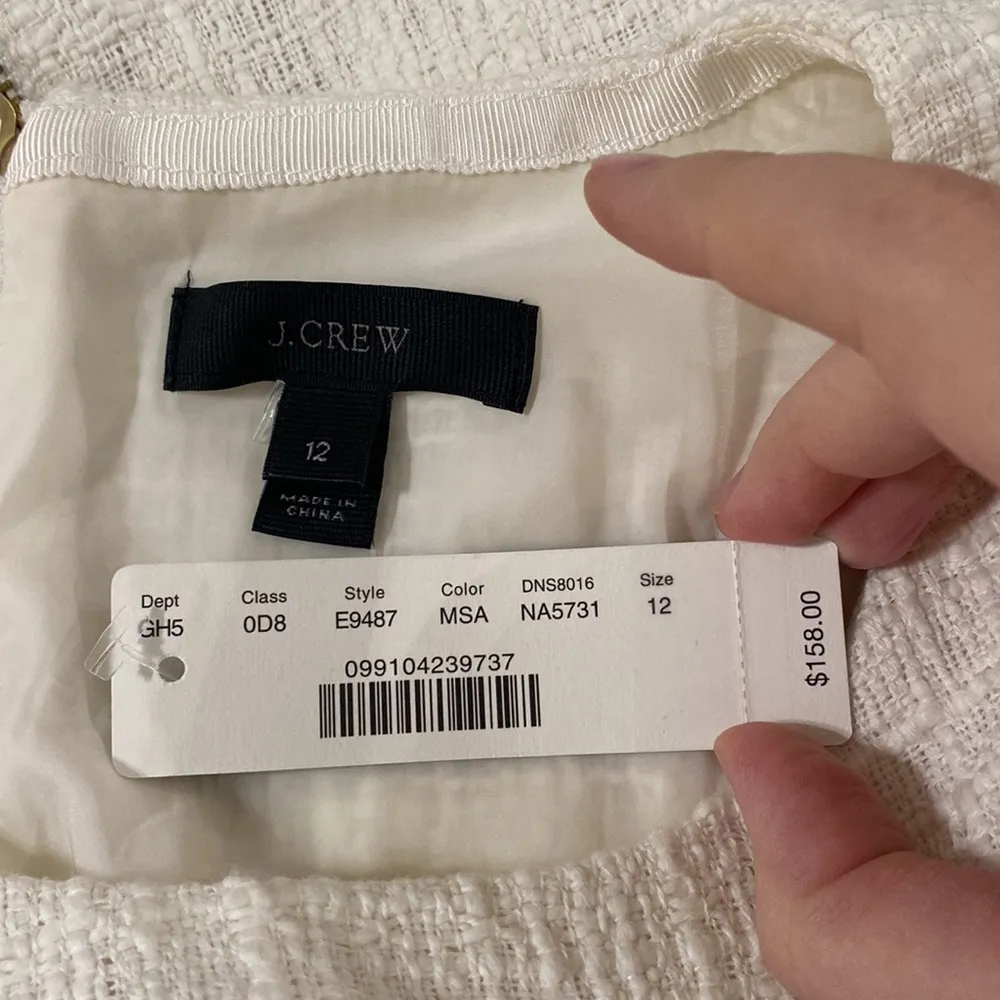 J.CREW
12
MADE IN
CHINA
Dept Class Style Color DNS8016 Size
GH5 0D8 E9487 MSA NA5731 12
099104239737
$158.00